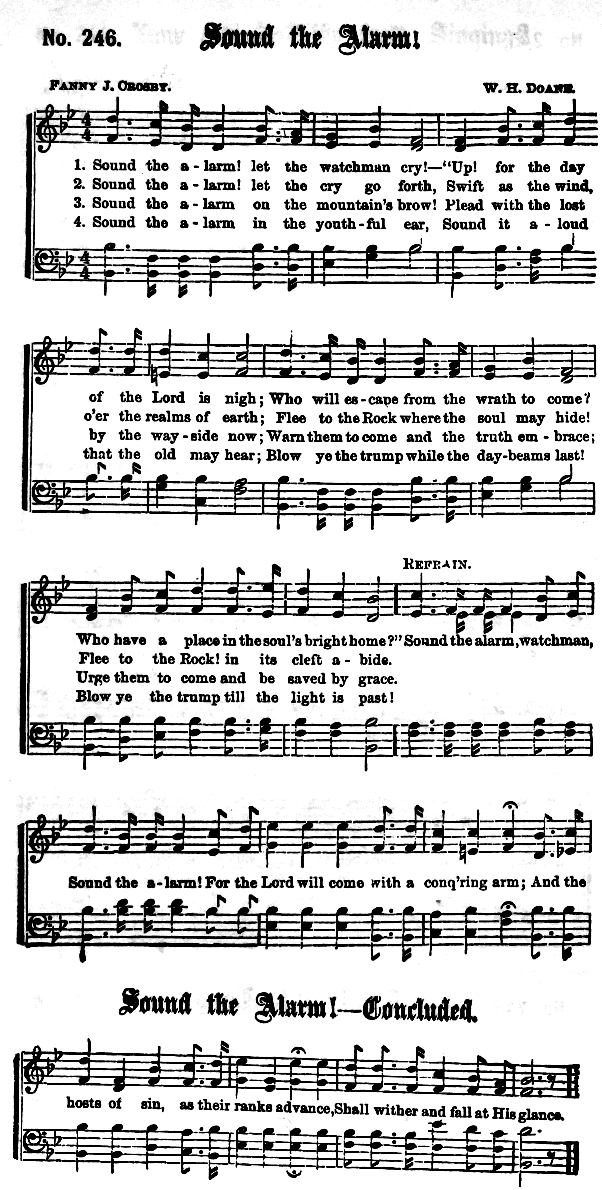 No. 246. Sound the Alarm!
FANNY J. CROSBY. W. H. DOANE.
1. Sound the a-larm! let the watchman cry!—"Up! for the day
2. Sound the a-larm! let the cry go forth, Swift as the wind,
3. Sound the a-larm on the mountain's brow! Plead with the lost
4. Sound the a-larm in the youth-ful ear, Sound it a-loud
of the Lord is nigh; Who will es-cape from the wrath to come?
o'er the realms of earth; Flee to the Rock where the soul may hide!
by the way-side now; Warn them to come and the truth em-brace;
that the old may hear; Blow ye the trump while the day-beams last!
REFRAIN.
Who have a place in the soul's bright home?" Sound the alarm, watchman,
Flee to the Rock! in its cleft a-bide.
Urge them to come and be saved by grace.
Blow ye the trump till the light is past!
Sound the a-larm! For the Lord will come with a conq'ring arm; And the
Sound the Alarm!—Concluded.
hosts of sin, as their ranks advance, Shall wither and fall at His glance.